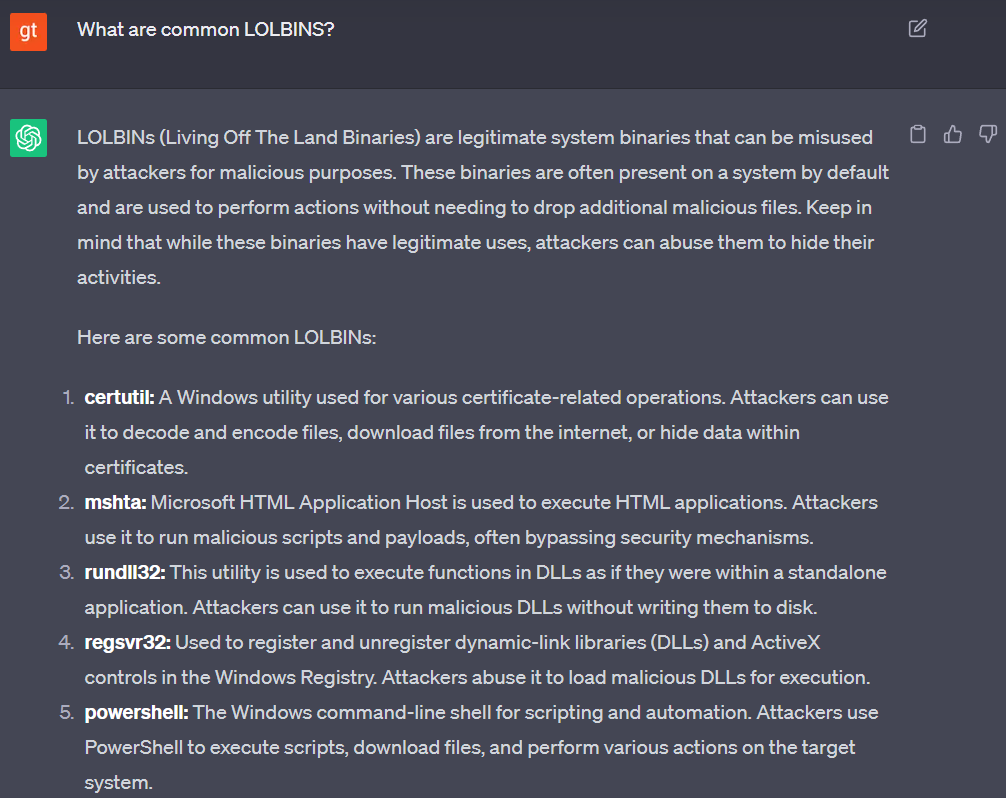 gt
What are common LOLBINS?
LOLBINs (Living Off The Land Binaries) are legitimate system binaries that can be misused
by attackers for malicious purposes. These binaries are often present on a system by default
and are used to perform actions without needing to drop additional malicious files. Keep in
mind that while these binaries have legitimate uses, attackers can abuse them to hide their
activities.
Here are some common LOLBINs:
1. certutil: A Windows utility used for various certificate-related operations. Attackers can use
it to decode and encode files, download files from the internet, or hide data within
certificates.
2. mshta: Microsoft HTML Application Host is used to execute HTML applications. Attackers
use it to run malicious scripts and payloads, often bypassing security mechanisms.
3. rundll32: This utility is used to execute functions in DLLs as if they were within a standalone
application. Attackers can use it to run malicious DLLs without writing them to disk.
4. regsvr32: Used to register and unregister dynamic-link libraries (DLLs) and ActiveX
controls in the Windows Registry. Attackers abuse it to load malicious DLLs for execution.
5. powershell: The Windows command-line shell for scripting and automation. Attackers use
PowerShell to execute scripts, download files, and perform various actions on the target
system.